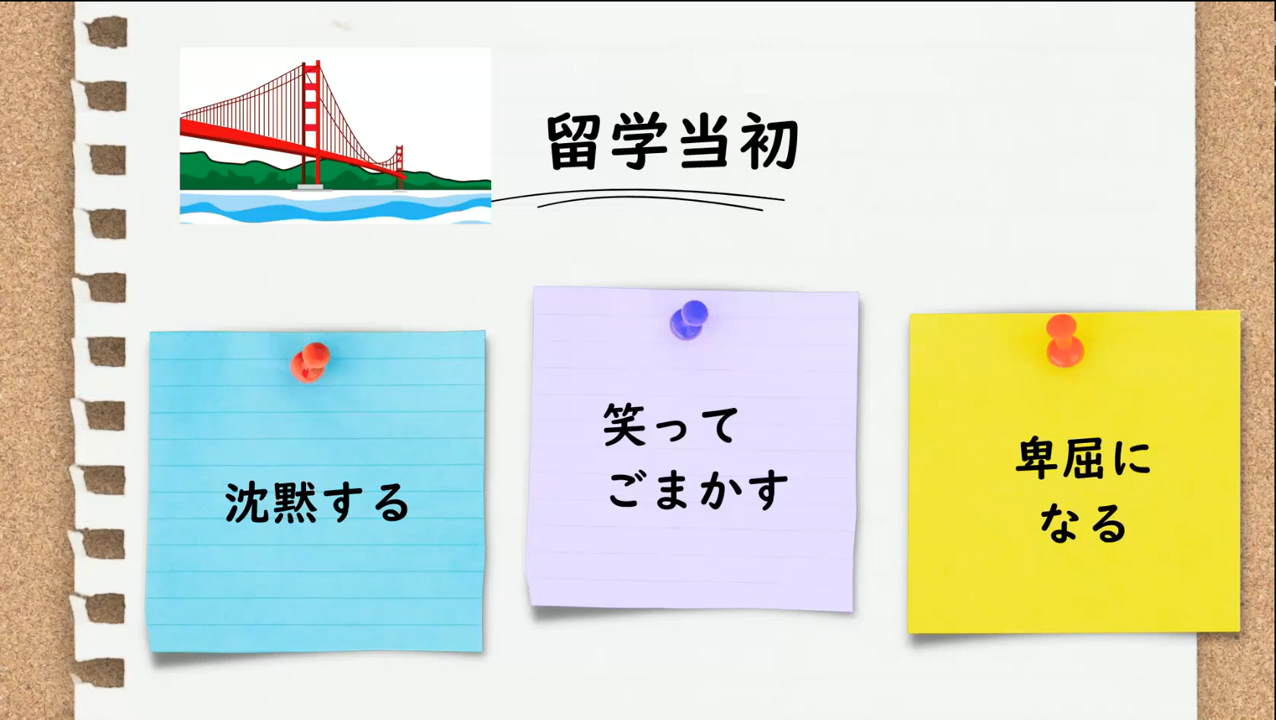 留学当初
沈黙する
笑って
ごまかす
卑屈に
なる